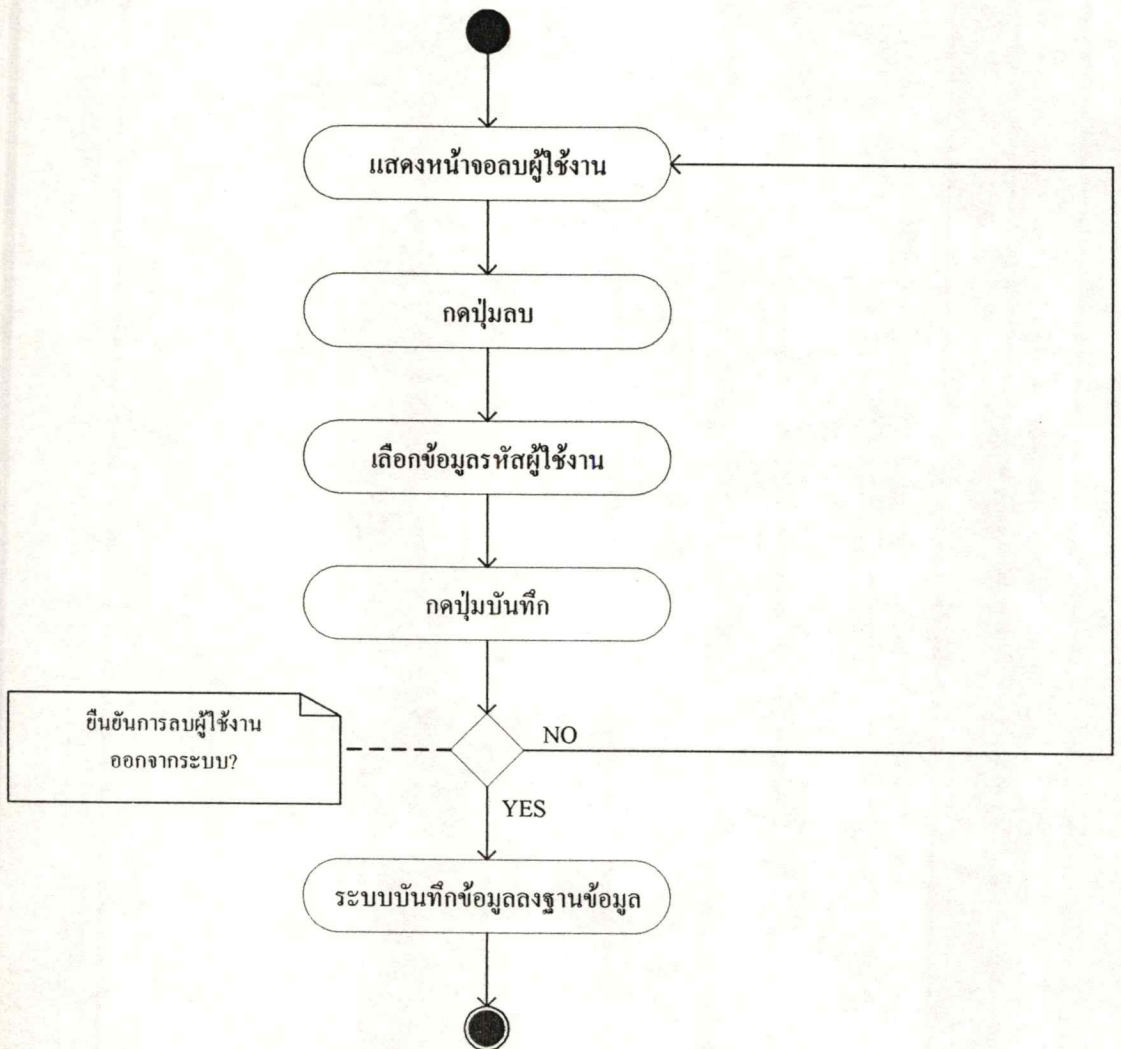 แสดงหน้าจอลบผู้ใช้งาน
กดปุ่มลบ
เลือกข้อมูลรหัสผู้ใช้งาน
กดปุ่มบันทึก
ยืนยันการลบผู้ใช้งาน
ออกจากระบบ?
NO
YES
ระบบบันทึกข้อมูลลงฐานข้อมูล